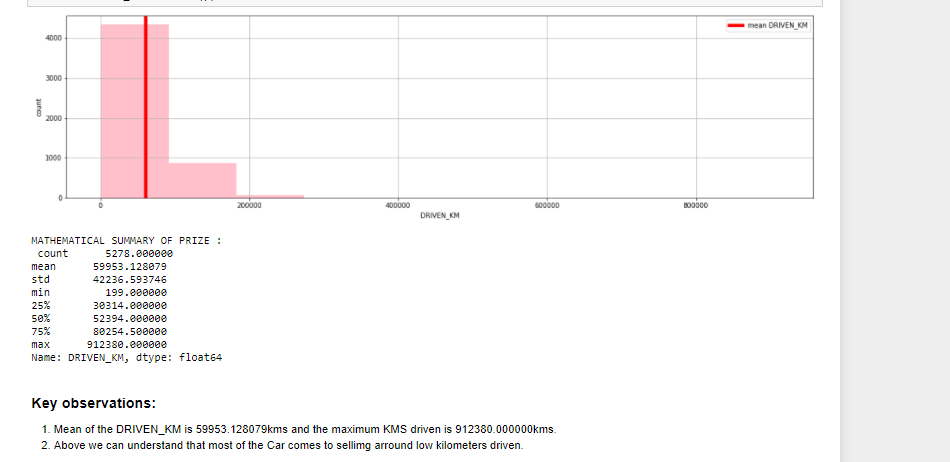 mean DRIVEN_KM
4000
3000
2000
1000
0
count
0 200000 400000 600000 800000
DRIVEN_KM
MATHEMATICAL SUMMARY OF PRIZE :
count 5278.000000
mean 59953.128079
std 42236.593746
min 199.000000
25% 30314.000000
50% 52394.000000
75% 80254.500000
max 912380.000000
Name: DRIVEN_KM, dtype: float64
Key observations:
1. Mean of the DRIVEN_KM is 59953.128079kms and the maximum KMS driven is 912380.000000kms.
2. Above we can understand that most of the Car comes to sellimg arround low kilometers driven.